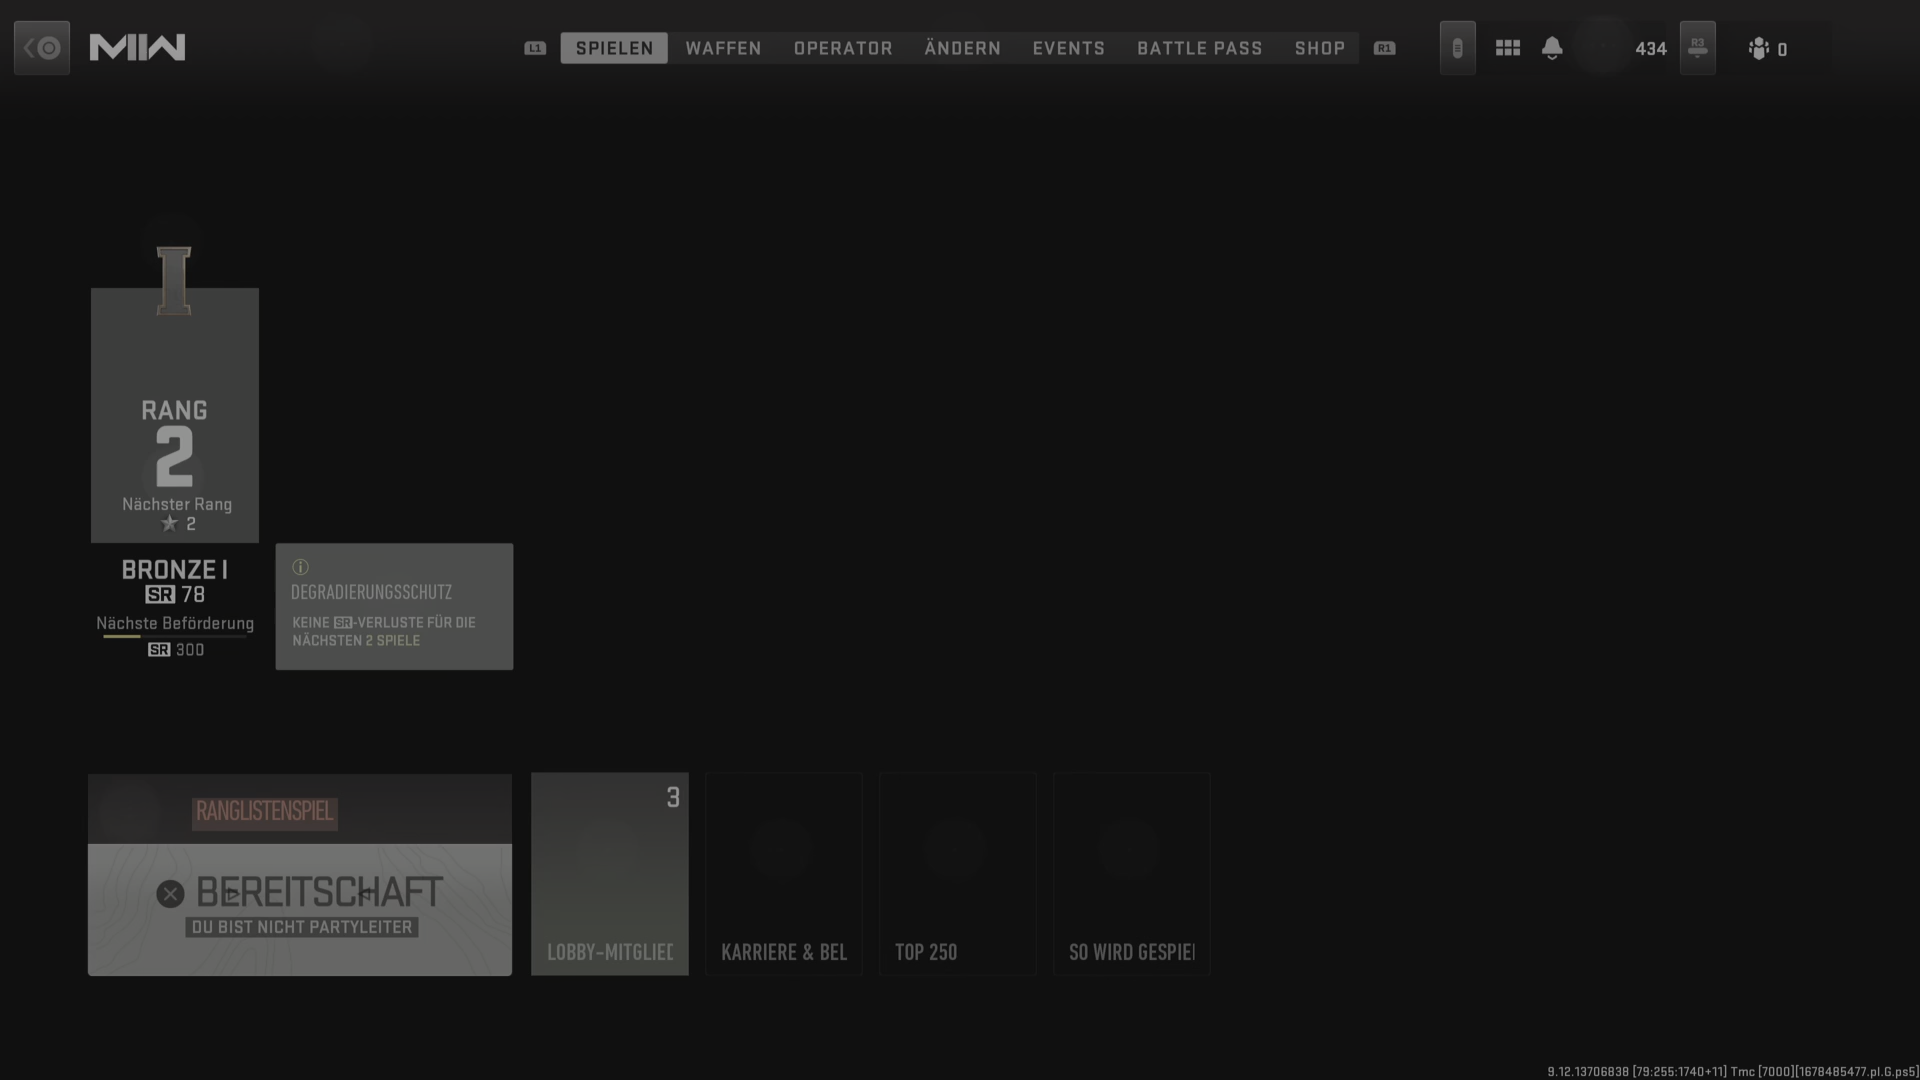 MW
L1 SPIELEN WAFFEN OPERATOR ÄNDERN EVENTS BATTLE PASS SHOP R1
434 R3 0
I
RANG
2
Nächster Rang
2
BRONZE I
SR 78
Nächste Beförderung
SR 300
DEGRADIERUNGSSCHUTZ
KEINE SR-VERLUSTE FÜR DIE
NÄCHSTEN 2 SPIELE
RANGLISTENSPIEL
BEREITSCHAFT
DU BIST NICHT PARTYLEITER
3
LOBBY-MITGLIED
KARRIERE & BEL
TOP 250
SO WIRD GESPIEL
9.12.13706838 [79:255:1740+11] Tmc [7000][1678485477.pl.G.ps5]